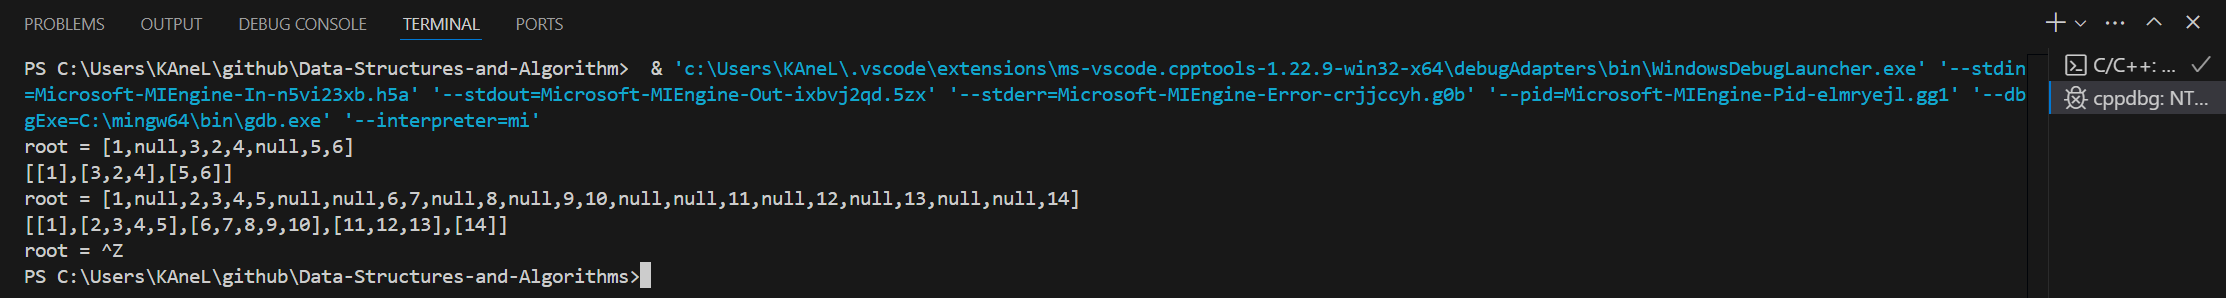 PROBLEMS OUTPUT DEBUG CONSOLE TERMINAL PORTS
PS C:\Users\KAneL\github\Data-Structures-and-Algorithm>  & 'c:\Users\KAneL\.vscode\extensions\ms-vscode.cpptools-1.22.9-win32-x64\debugAdapters\bin\WindowsDebugLauncher.exe' '--stdin
=Microsoft-MIEngine-In-n5vi23xb.h5a' '--stdout=Microsoft-MIEngine-Out-ixbvj2qd.5zx' '--stderr=Microsoft-MIEngine-Error-crjjccyh.g0b' '--pid=Microsoft-MIEngine-Pid-elmryejl.gg1' '--db
gExe=C:\mingw64\bin\gdb.exe' '--interpreter=mi'
root = [1,null,3,2,4,null,5,6]
[[1],[3,2,4],[5,6]]
root = [1,null,2,3,4,5,null,null,6,7,null,8,null,9,10,null,null,11,null,12,null,13,null,null,14]
[[1],[2,3,4,5],[6,7,8,9,10],[11,12,13],[14]]
root = ^Z
PS C:\Users\KAneL\github\Data-Structures-and-Algorithms>
C/C++: ...
cppdbg: NT...